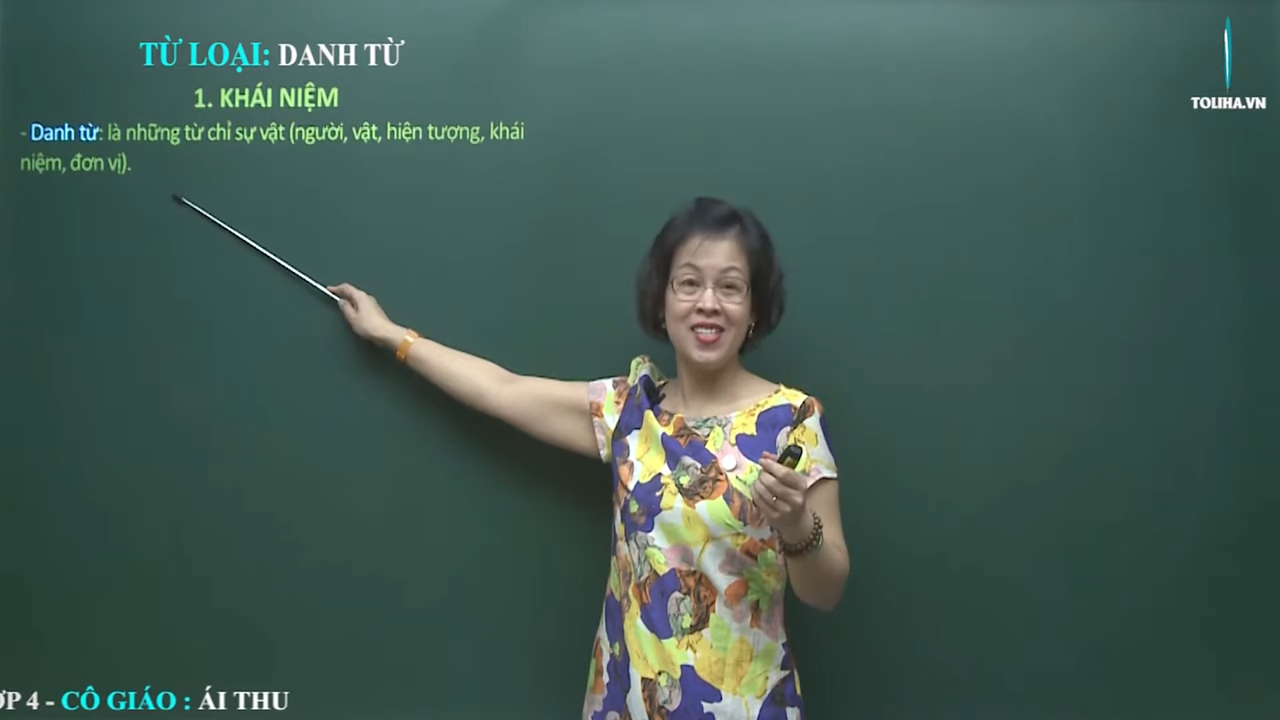 TỪ LOẠI: DANH TỪ
TOLIHA.VN
1. KHÁI NIỆM
- Danh từ: là những từ chỉ sự vật (người, vật, hiện tượng, khái
niệm, đơn vị).
ỚP 4 - CÔ GIÁO : ÁI THU